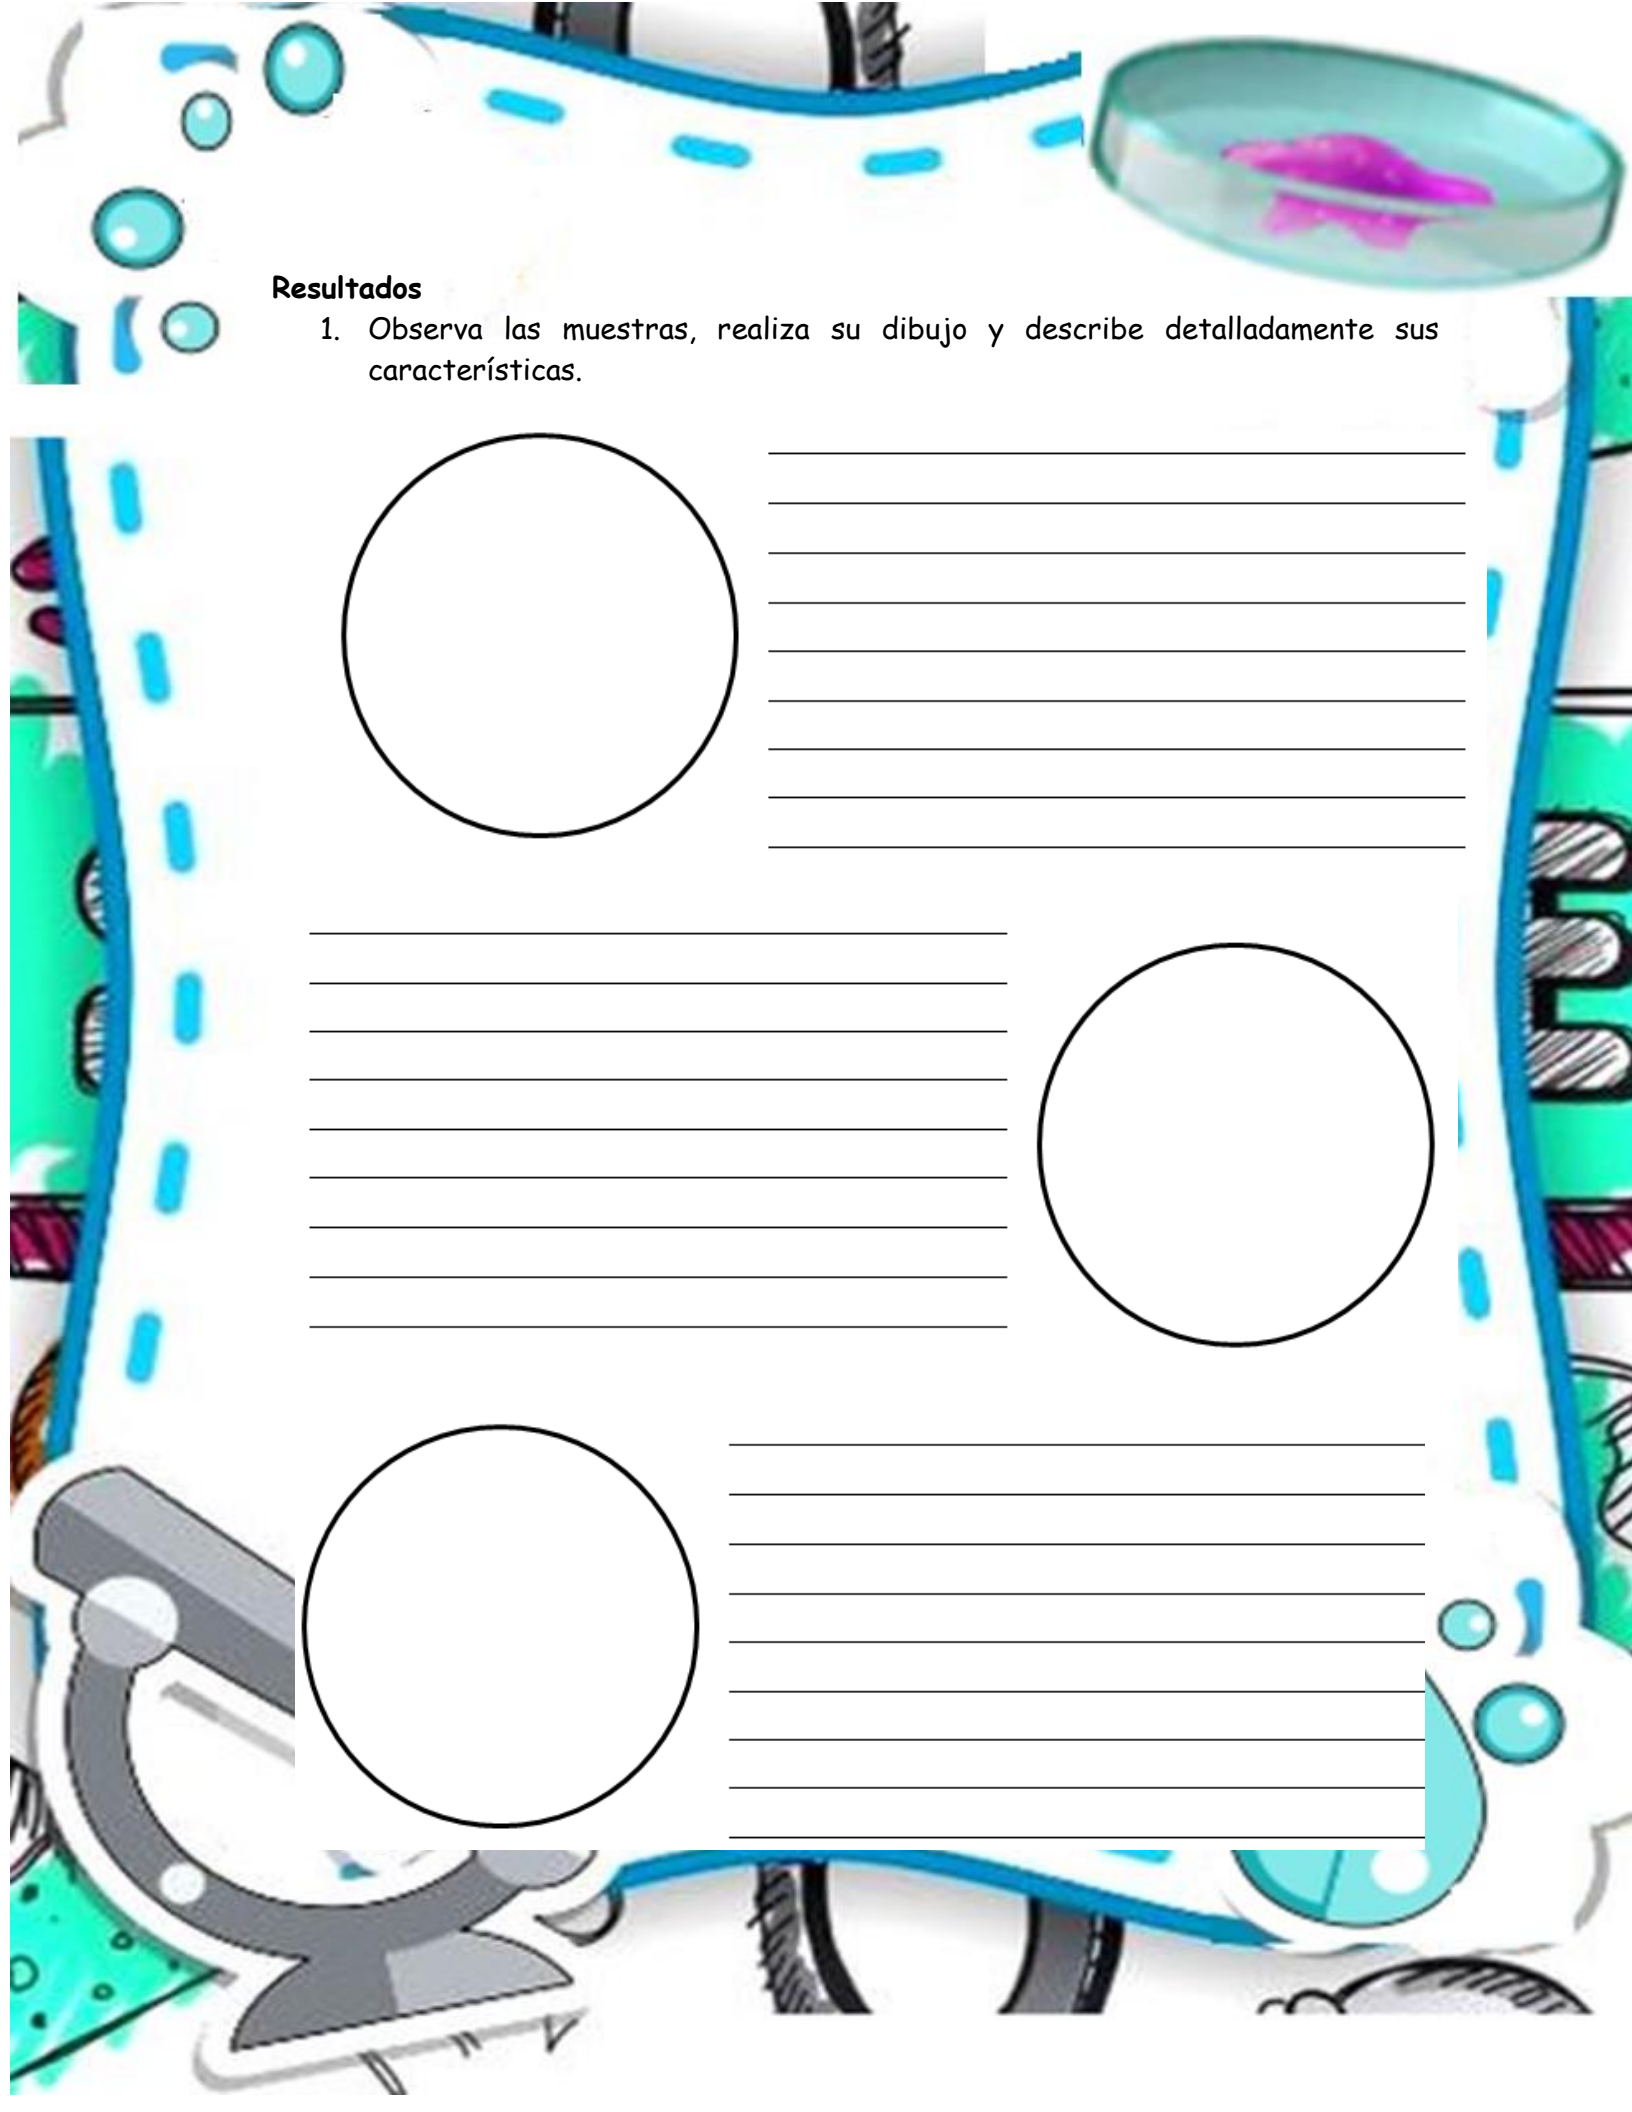 Resultados
1. Observa las muestras, realiza su dibujo y describe detalladamente sus
características.